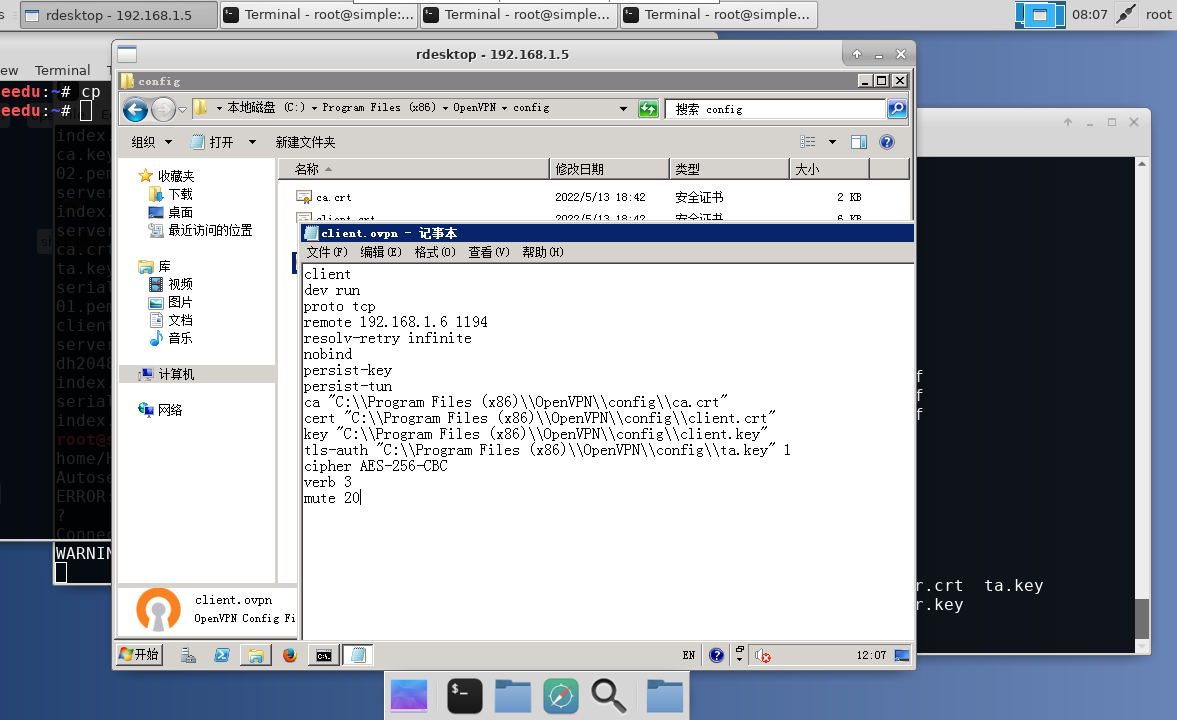 s
rdesktop - 192.168.1.5
Terminal - root@simple:...
Terminal - root@simple...
Terminal - root@simple...
08:07
root
ew Terminal T
eedu:~# cp
eedu:~#
index.
ca.key
02.pem
server
index.
server
ca.crt
ta.key
serial
01.pem
client
server
dh2048
index.
serial
index.
root@s
home/H
Autose
ERROR:
?
Connec
WARNIN
rdesktop - 192.168.1.5
config
本地磁盘 (C:) Program Files (x86) OpenVPN config
搜索 config
组织 打开 新建文件夹
收藏夹
下载
桌面
最近访问的位置
库
视频
图片
文档
音乐
计算机
网络
名称 修改日期 类型 大小
ca.crt 2022/5/13 18:42 安全证书 2 KB
client.crt 2022/5/13 18:42 安全证书 6 KB
client.ovpn - 记事本
文件(F) 编辑(E) 格式(O) 查看(V) 帮助(H)
client
dev run
proto tcp
remote 192.168.1.6 1194
resolv-retry infinite
nobind
persist-key
persist-tun
ca "C:\\Program Files (x86)\\OpenVPN\\config\\ca.crt"
cert "C:\\Program Files (x86)\\OpenVPN\\config\\client.crt"
key "C:\\Program Files (x86)\\OpenVPN\\config\\client.key"
tls-auth "C:\\Program Files (x86)\\OpenVPN\\config\\ta.key" 1
cipher AES-256-CBC
verb 3
mute 20
client.ovpn
OpenVPN Config Fi
开始
EN
12:07
f
f
f
r.crt ta.key
r.key